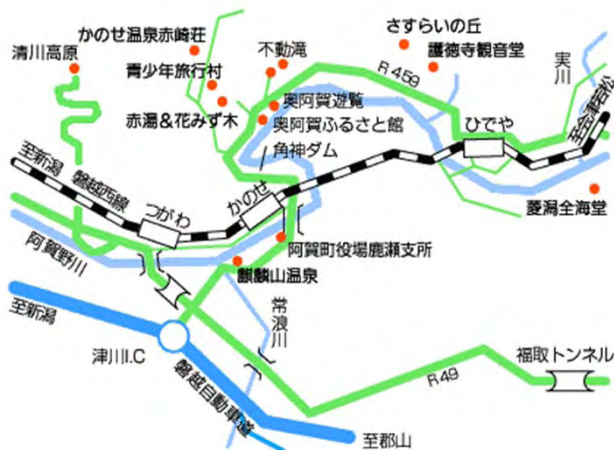 さすらいの丘
かのせ温泉赤崎荘
不動滝
護徳寺観音堂
清川高原
青少年旅行村
R459
実川
赤湯&花みず木
奥阿賀遊覧
奥阿賀ふるさと館
ひでや
至会津若松
角神ダム
至新潟
磐越西線
つがわ
かのせ
菱潟全海堂
阿賀野川
阿賀町役場鹿瀬支所
麒麟山温泉
至新潟
常浪川
津川I.C
福取トンネル
R49
磐越自動車道
至郡山